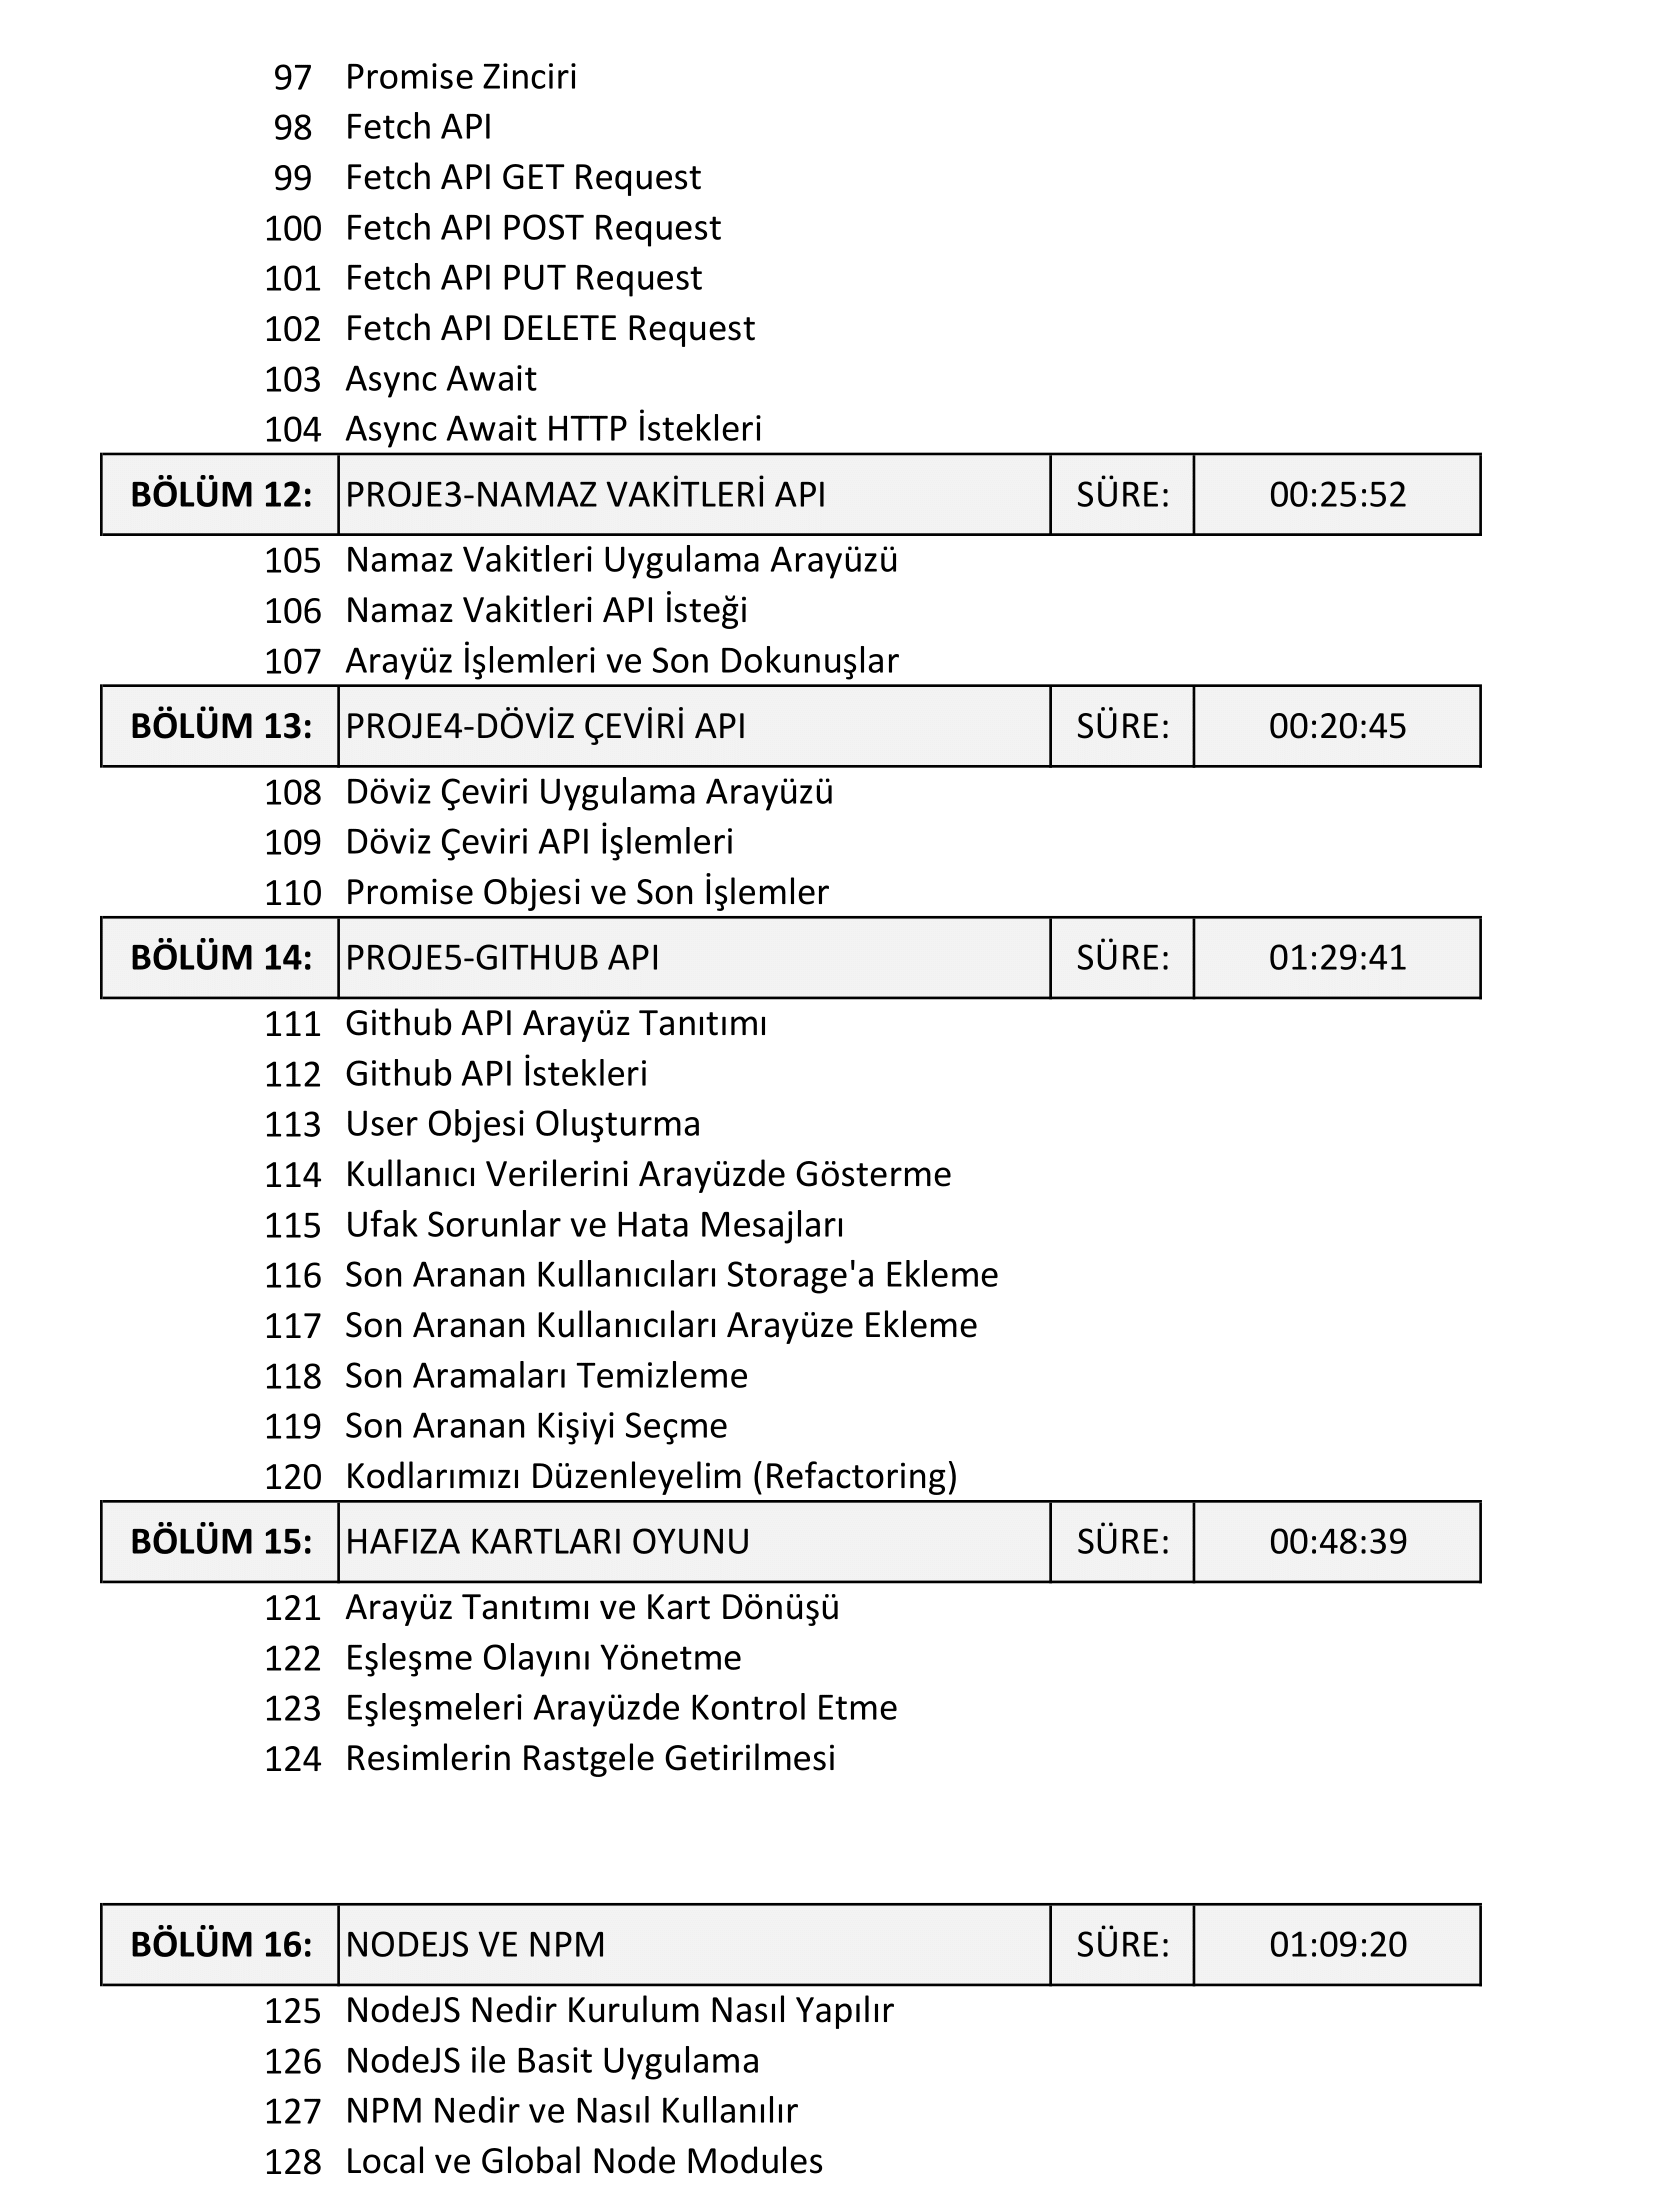 97 Promise Zinciri
98 Fetch API
99 Fetch API GET Request
100 Fetch API POST Request
101 Fetch API PUT Request
102 Fetch API DELETE Request
103 Async Await
104 Async Await HTTP İstekleri
BÖLÜM 12: PROJE3-NAMAZ VAKİTLERİ API SÜRE: 00:25:52
105 Namaz Vakitleri Uygulama Arayüzü
106 Namaz Vakitleri API İsteği
107 Arayüz İşlemleri ve Son Dokunuşlar
BÖLÜM 13: PROJE4-DÖVİZ ÇEVİRİ API SÜRE: 00:20:45
108 Döviz Çeviri Uygulama Arayüzü
109 Döviz Çeviri API İşlemleri
110 Promise Objesi ve Son İşlemler
BÖLÜM 14: PROJE5-GITHUB API SÜRE: 01:29:41
111 Github API Arayüz Tanıtımı
112 Github API İstekleri
113 User Objesi Oluşturma
114 Kullanıcı Verilerini Arayüzde Gösterme
115 Ufak Sorunlar ve Hata Mesajları
116 Son Aranan Kullanıcıları Storage'a Ekleme
117 Son Aranan Kullanıcıları Arayüze Ekleme
118 Son Aramaları Temizleme
119 Son Aranan Kişiyi Seçme
120 Kodlarımızı Düzenleyelim (Refactoring)
BÖLÜM 15: HAFIZA KARTLARI OYUNU SÜRE: 00:48:39
121 Arayüz Tanıtımı ve Kart Dönüşü
122 Eşleşme Olayını Yönetme
123 Eşleşmeleri Arayüzde Kontrol Etme
124 Resimlerin Rastgele Getirilmesi
BÖLÜM 16: NODEJS VE NPM SÜRE: 01:09:20
125 NodeJS Nedir Kurulum Nasıl Yapılır
126 NodeJS ile Basit Uygulama
127 NPM Nedir ve Nasıl Kullanılır
128 Local ve Global Node Modules